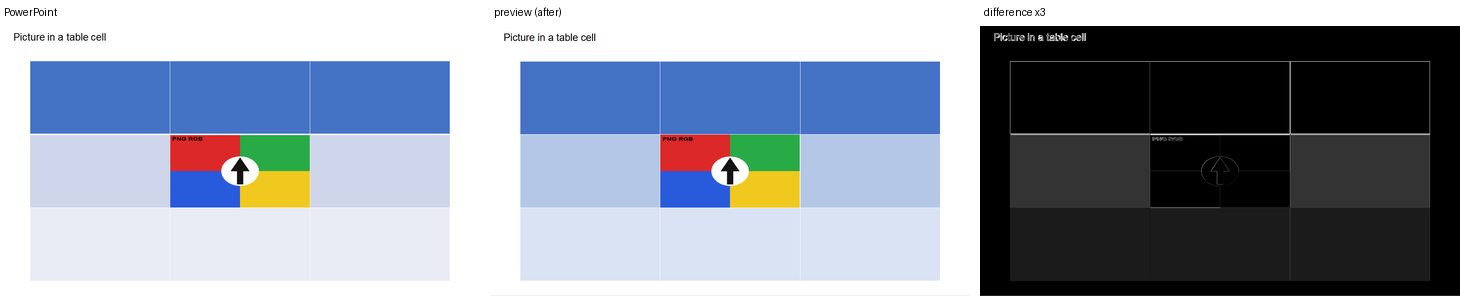 PowerPoint
preview (after)
difference x3
Picture in a table cell
Picture in a table cell
Picture in a table cell
PNG RGB
PNG RGB